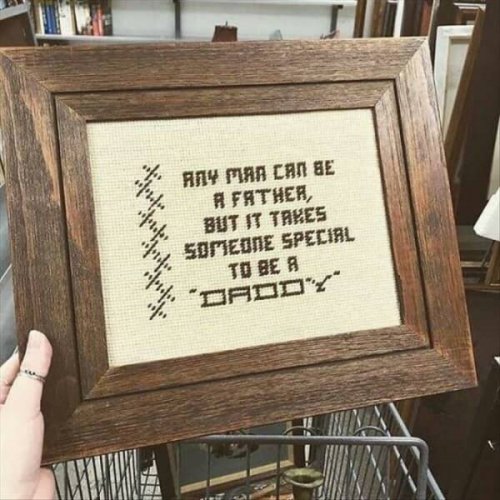 ANY MAN CAN BE
A FATHER,
BUT IT TAKES
SOMEONE SPECIAL
TO BE A
"DADDY"